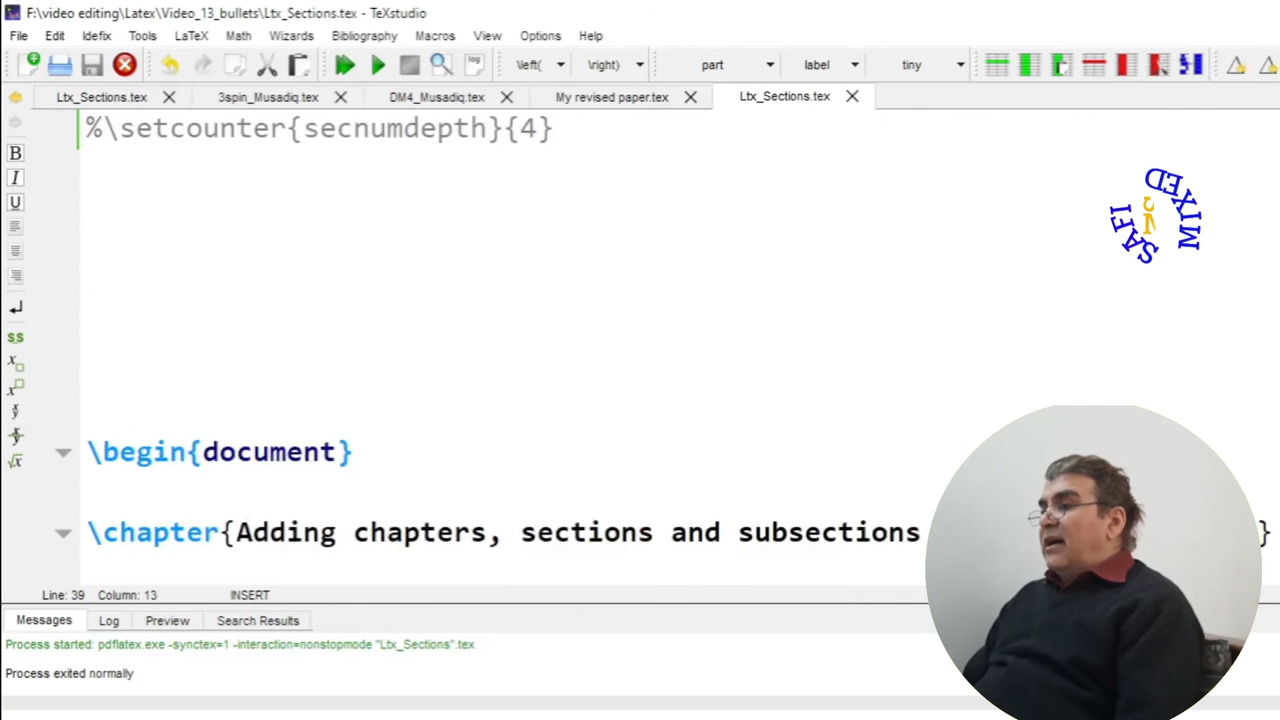 F:\video editing\Latex\Video_13_bullets\Ltx_Sections.tex - TeXstudio
File Edit Idefix Tools LaTeX Math Wizards Bibliography Macros View Options Help
\left( \right) part label tiny
Ltx_Sections.tex 3spin_Musadiq.tex DM4_Musadiq.tex My revised paper.tex Ltx_Sections.tex
%\setcounter{secnumdepth}{4}
SAFI MIXED
\begin{document}
\chapter{Adding chapters, sections and subsections }
Line: 39 Column: 13 INSERT
Messages Log Preview Search Results
Process started: pdflatex.exe -synctex=1 -interaction=nonstopmode "Ltx_Sections".tex
Process exited normally